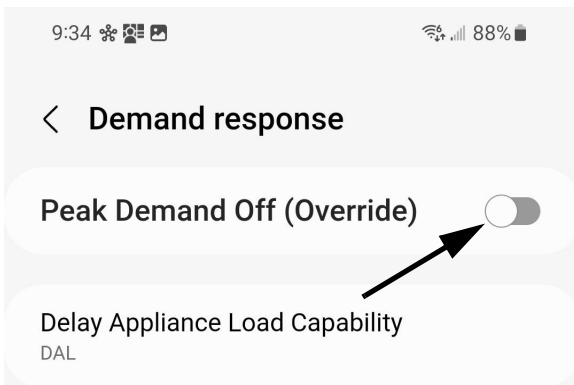 9:34 88%
Demand response
Peak Demand Off (Override)
Delay Appliance Load Capability
DAL